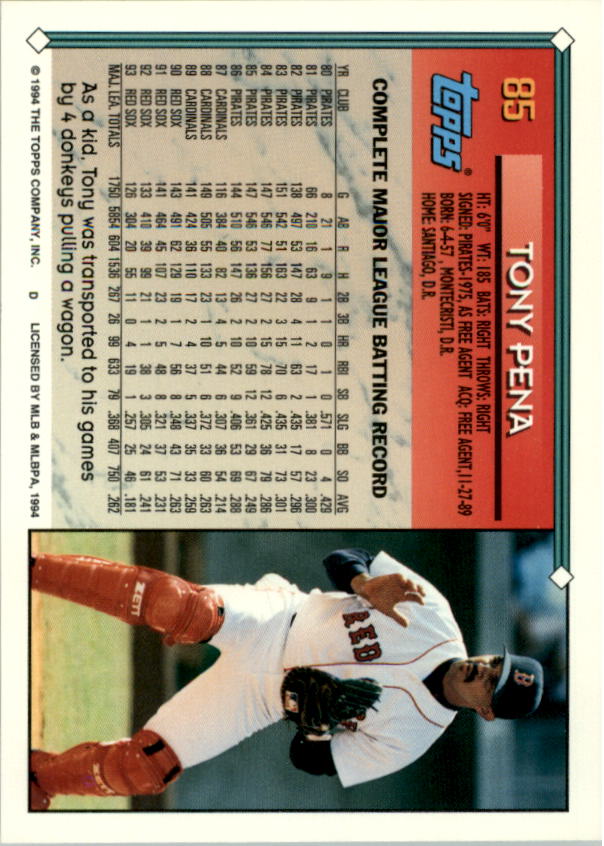 85
TONY PENA
topps®
HT: 6'0" WT: 185 BATS: RIGHT THROWS: RIGHT
SIGNED: PIRATES-1975, AS FREE AGENT ACQ: FREE AGENT, 11-27-89
BORN: 6-4-57, MONTECRISTI, D.R.
HOME: SANTIAGO, D.R.
COMPLETE MAJOR LEAGUE BATTING RECORD
YR CLUB G AB R H 2B 3B HR RBI SB SLG BB SO AVG
80 PIRATES 8 21 1 9 1 1 0 1 0 .571 0 4 .429
81 PIRATES 66 210 16 63 9 1 2 17 1 .381 8 23 .300
82 PIRATES 138 497 53 147 28 4 11 63 2 .435 17 57 .296
83 PIRATES 151 542 51 163 22 3 15 70 6 .435 31 73 .301
84 PIRATES 147 546 77 156 27 2 15 78 12 .425 36 79 .286
85 PIRATES 147 546 53 136 27 2 10 59 12 .361 29 67 .249
86 PIRATES 144 510 56 147 26 2 10 52 9 .406 53 69 .288
87 CARDINALS 116 384 40 82 13 4 5 44 6 .307 36 54 .214
88 CARDINALS 149 505 55 133 23 1 10 51 6 .372 33 60 .263
89 CARDINALS 141 424 36 110 17 2 4 37 5 .337 35 33 .259
90 RED SOX 143 491 62 129 19 1 7 56 8 .348 43 71 .263
91 RED SOX 141 464 45 107 23 2 5 48 8 .321 37 53 .231
92 RED SOX 133 410 39 99 21 1 1 38 3 .305 24 61 .241
93 RED SOX 126 304 20 55 11 0 4 19 1 .257 25 46 .181
MAJ. LEA. TOTALS 1750 5854 604 1536 267 26 99 633 79 .368 407 750 .262
As a kid, Tony was transported to his games
by 4 donkeys pulling a wagon.
© 1994 THE TOPPS COMPANY, INC. D LICENSED BY MLB & MLBPA, 1994
B
RED
ZETT
ZETT